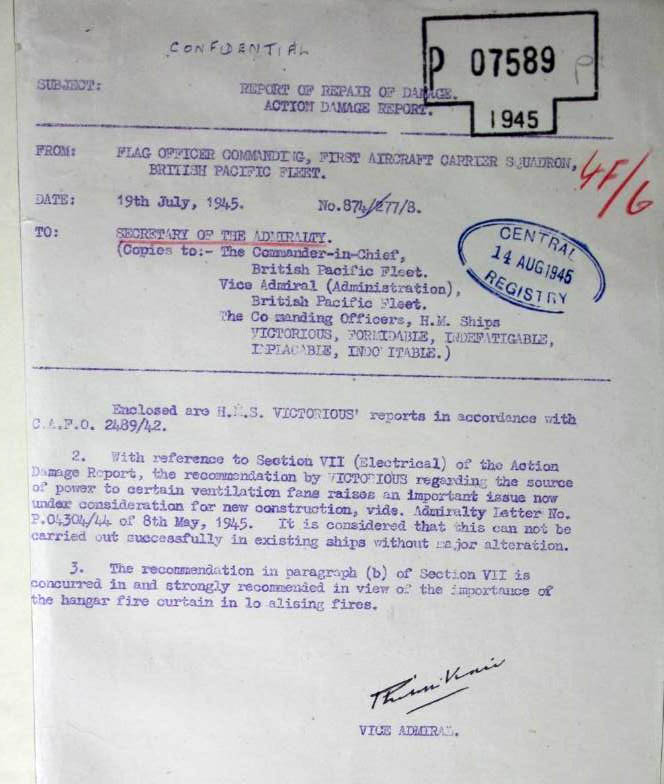 CONFIDENTIAL
P 07589
1945
SUBJECT: REPORT OF REPAIR OF DAMAGE.
ACTION DAMAGE REPORT.
FROM: FLAG OFFICER COMMANDING, FIRST AIRCRAFT CARRIER SQUADRON,
BRITISH PACIFIC FLEET.
4F/6
DATE: 19th July, 1945. No.874/277/8.
TO: SECRETARY OF THE ADMIRALTY.
(Copies to:- The Commander-in-Chief,
British Pacific Fleet.
Vice Admiral (Administration),
British Pacific Fleet.
The Co manding Officers, H.M. Ships
VICTORIOUS, FORMIDABLE, INDEFATIGABLE,
IMPLACABLE, INDOMITABLE.)
CENTRAL
14 AUG 1945
REGISTRY
Enclosed are H.M.S. VICTORIOUS' reports in accordance with
C.A.F.O. 2489/42.
2. With reference to Section VII (Electrical) of the Action
Damage Report, the recommendation by VICTORIOUS regarding the source
of power to certain ventilation fans raises an important issue now
under consideration for new construction, vide. Admiralty Letter No.
P.04304/44 of 8th May, 1945. It is considered that this can not be
carried out successfully in existing ships without major alteration.
3. The recommendation in paragraph (b) of Section VII is
concurred in and strongly recommended in view of the importance of
the hangar fire curtain in lo alising fires.
VICE ADMIRAL.